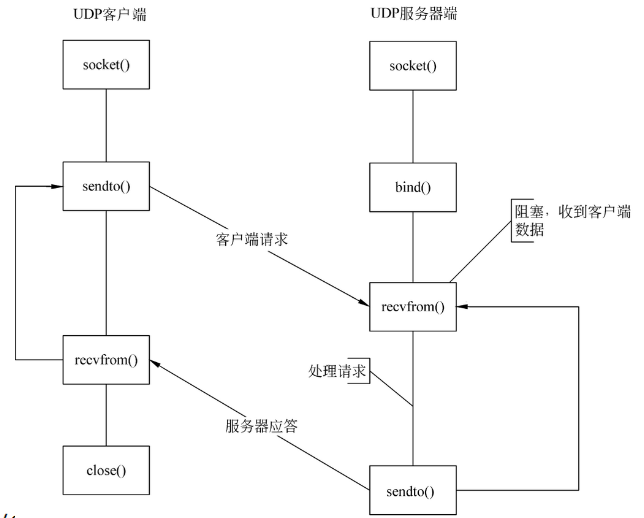 UDP客户端
UDP服务器端
socket()
socket()
sendto()
bind()
阻塞，收到客户端
数据
客户端请求
recvfrom()
recvfrom()
处理请求
服务器应答
close()
sendto()